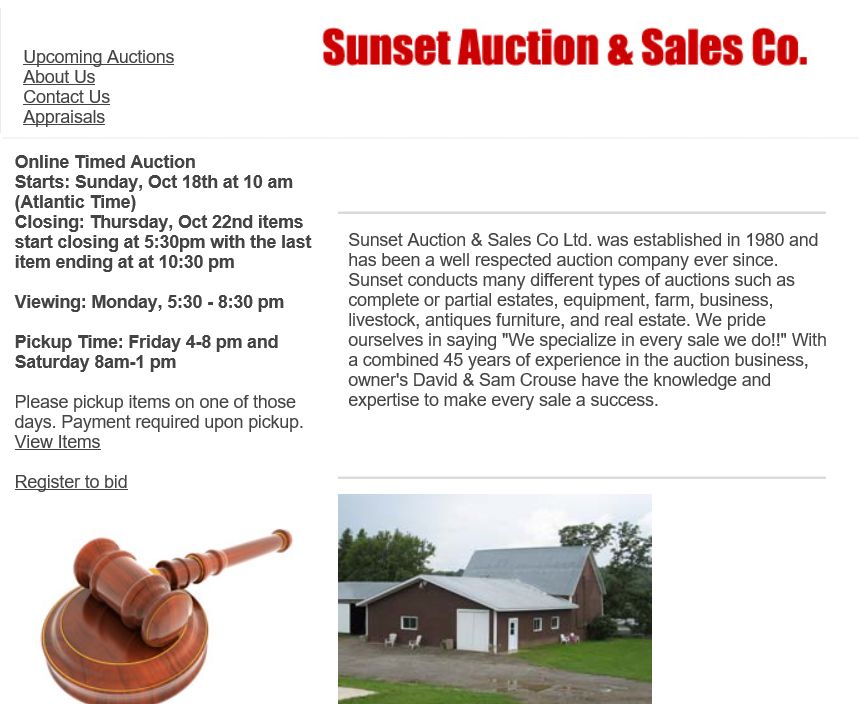 Upcoming Auctions
About Us
Contact Us
Appraisals
Sunset Auction & Sales Co.
Online Timed Auction
Starts: Sunday, Oct 18th at 10 am
(Atlantic Time)
Closing: Thursday, Oct 22nd items
start closing at 5:30pm with the last
item ending at at 10:30 pm
Viewing: Monday, 5:30 - 8:30 pm
Pickup Time: Friday 4-8 pm and
Saturday 8am-1 pm
Please pickup items on one of those
days. Payment required upon pickup.
View Items
Register to bid
Sunset Auction & Sales Co Ltd. was established in 1980 and
has been a well respected auction company ever since.
Sunset conducts many different types of auctions such as
complete or partial estates, equipment, farm, business,
livestock, antiques furniture, and real estate. We pride
ourselves in saying "We specialize in every sale we do!!" With
a combined 45 years of experience in the auction business,
owner's David & Sam Crouse have the knowledge and
expertise to make every sale a success.